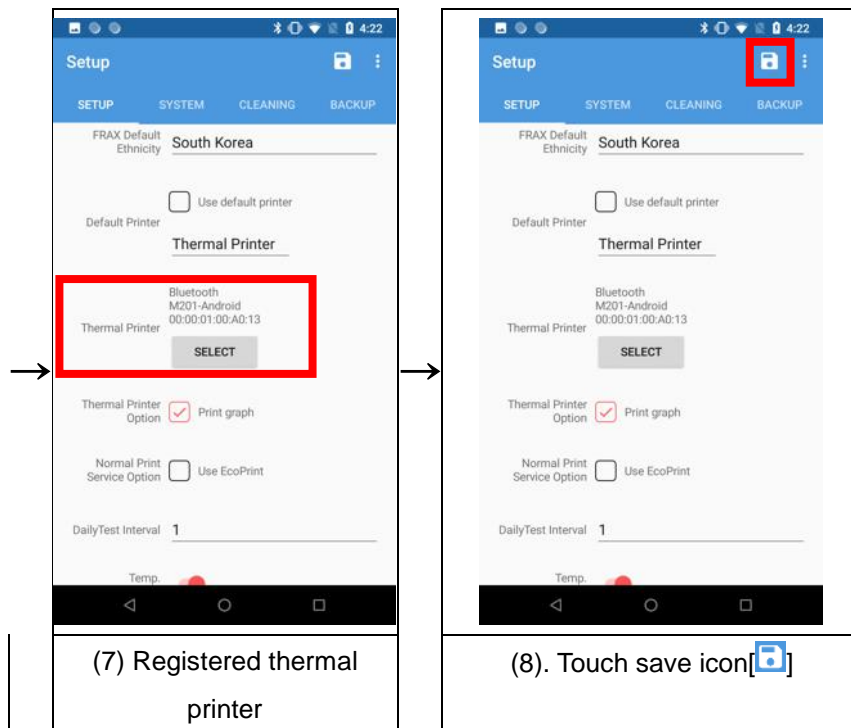 4:22
Setup
SETUP SYSTEM CLEANING BACKUP
FRAX Default
Ethnicity
South Korea
Use default printer
Default Printer
Thermal Printer
Bluetooth
M201-Android
00:00:01:00:A0:13
Thermal Printer
SELECT
Thermal Printer
Option
Print graph
Normal Print
Service Option
Use EcoPrint
DailyTest Interval 1
Temp.
→
(7) Registered thermal
printer
4:22
Setup
SETUP SYSTEM CLEANING BACKUP
FRAX Default
Ethnicity
South Korea
Use default printer
Default Printer
Thermal Printer
Bluetooth
M201-Android
00:00:01:00:A0:13
Thermal Printer
SELECT
Thermal Printer
Option
Print graph
Normal Print
Service Option
Use EcoPrint
DailyTest Interval 1
Temp.
→
(8). Touch save icon[ ]